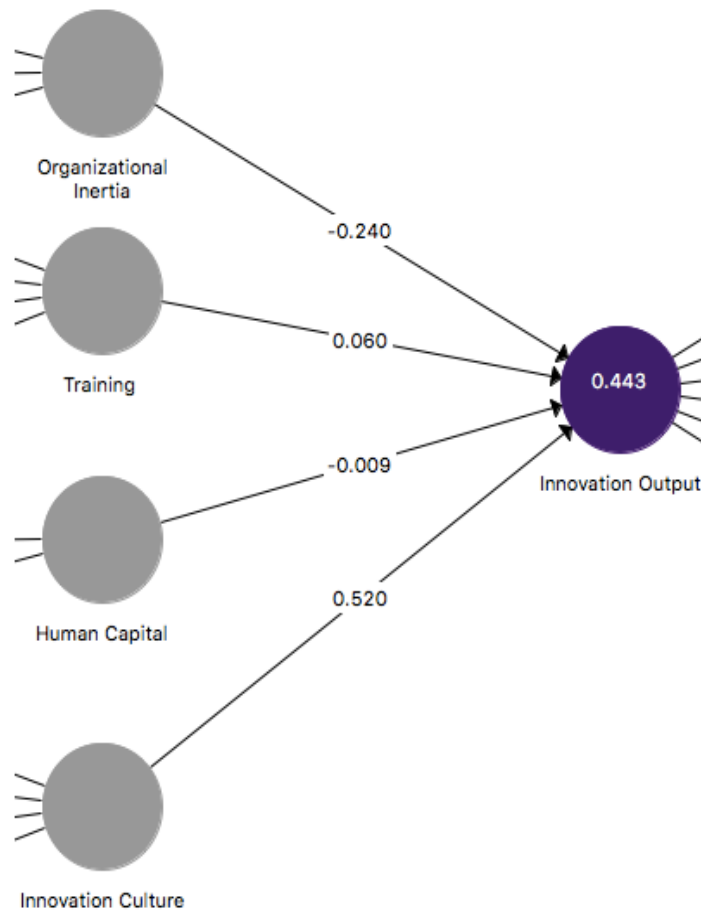 Organizational
Inertia
-0.240
Training
0.060
0.443
Innovation Output
-0.009
Human Capital
0.520
Innovation Culture